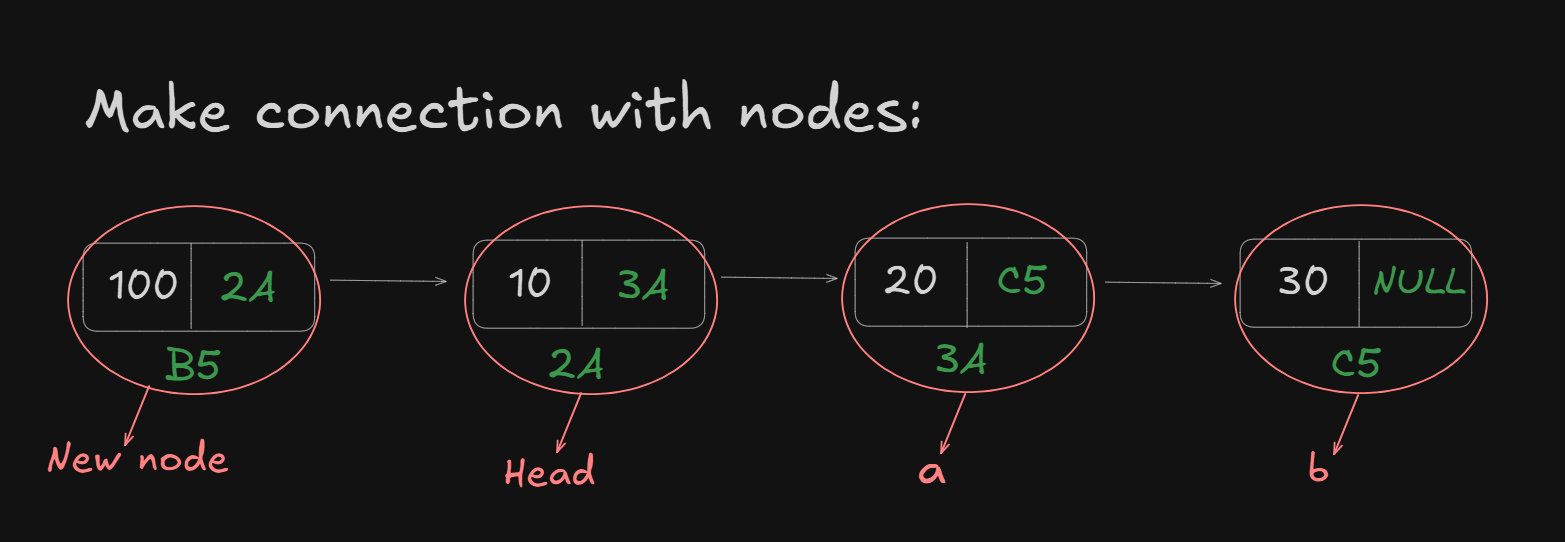 Make connection with nodes:
100 2A
B5
New node
10 3A
2A
Head
20 C5
3A
a
30 NULL
C5
b